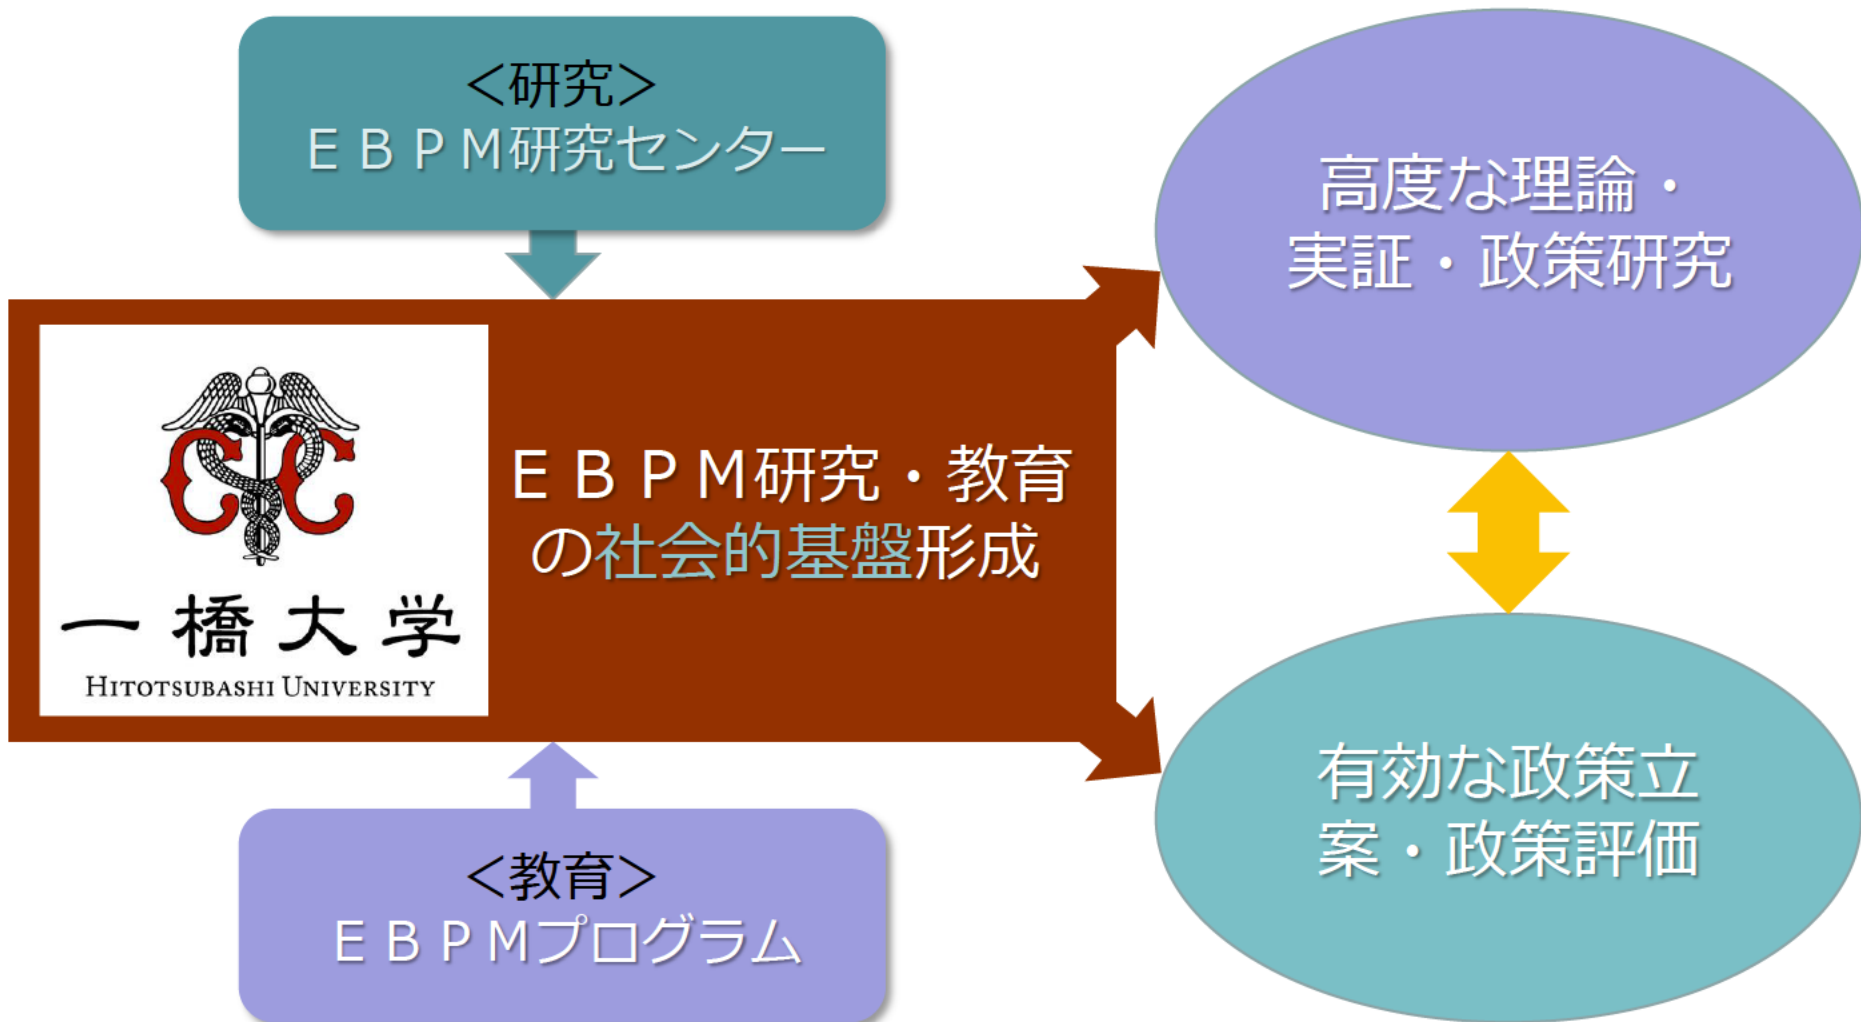 ＜研究＞
ＥＢＰＭ研究センター
高度な理論・
実証・政策研究
ＥＢＰＭ研究・教育
の社会的基盤形成
一橋大学
HITOTSUBASHI UNIVERSITY
有効な政策立
案・政策評価
＜教育＞
ＥＢＰＭプログラム